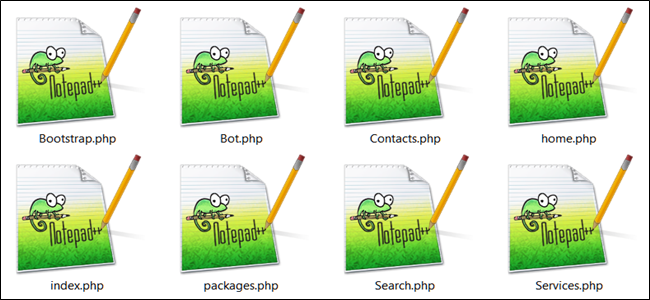 Notepad++ Notepad++ Notepad++ Notepad++
Bootstrap.php Bot.php Contacts.php home.php
Notepad++ Notepad++ Notepad++ Notepad++
index.php packages.php Search.php Services.php